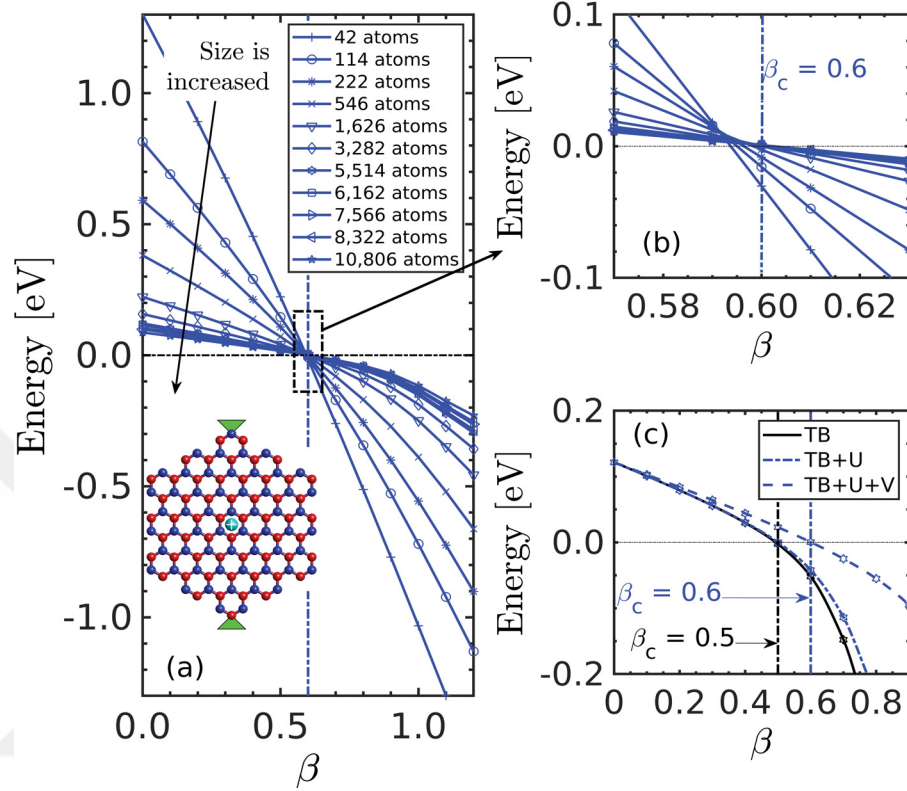 Energy [eV]
1.0
0.5
0.0
-0.5
-1.0
Size is
increased
42 atoms
114 atoms
222 atoms
546 atoms
1,626 atoms
3,282 atoms
5,514 atoms
6,162 atoms
7,566 atoms
8,322 atoms
10,806 atoms
(a)
0.0 0.5 1.0
β
Energy [eV]
0.1
0.0
-0.1
βc = 0.6
(b)
0.58 0.60 0.62
β
Energy [eV]
0.2
0.0
-0.2
(c)
TB
TB+U
TB+U+V
βc = 0.6
βc = 0.5
0 0.2 0.4 0.6 0.8
β